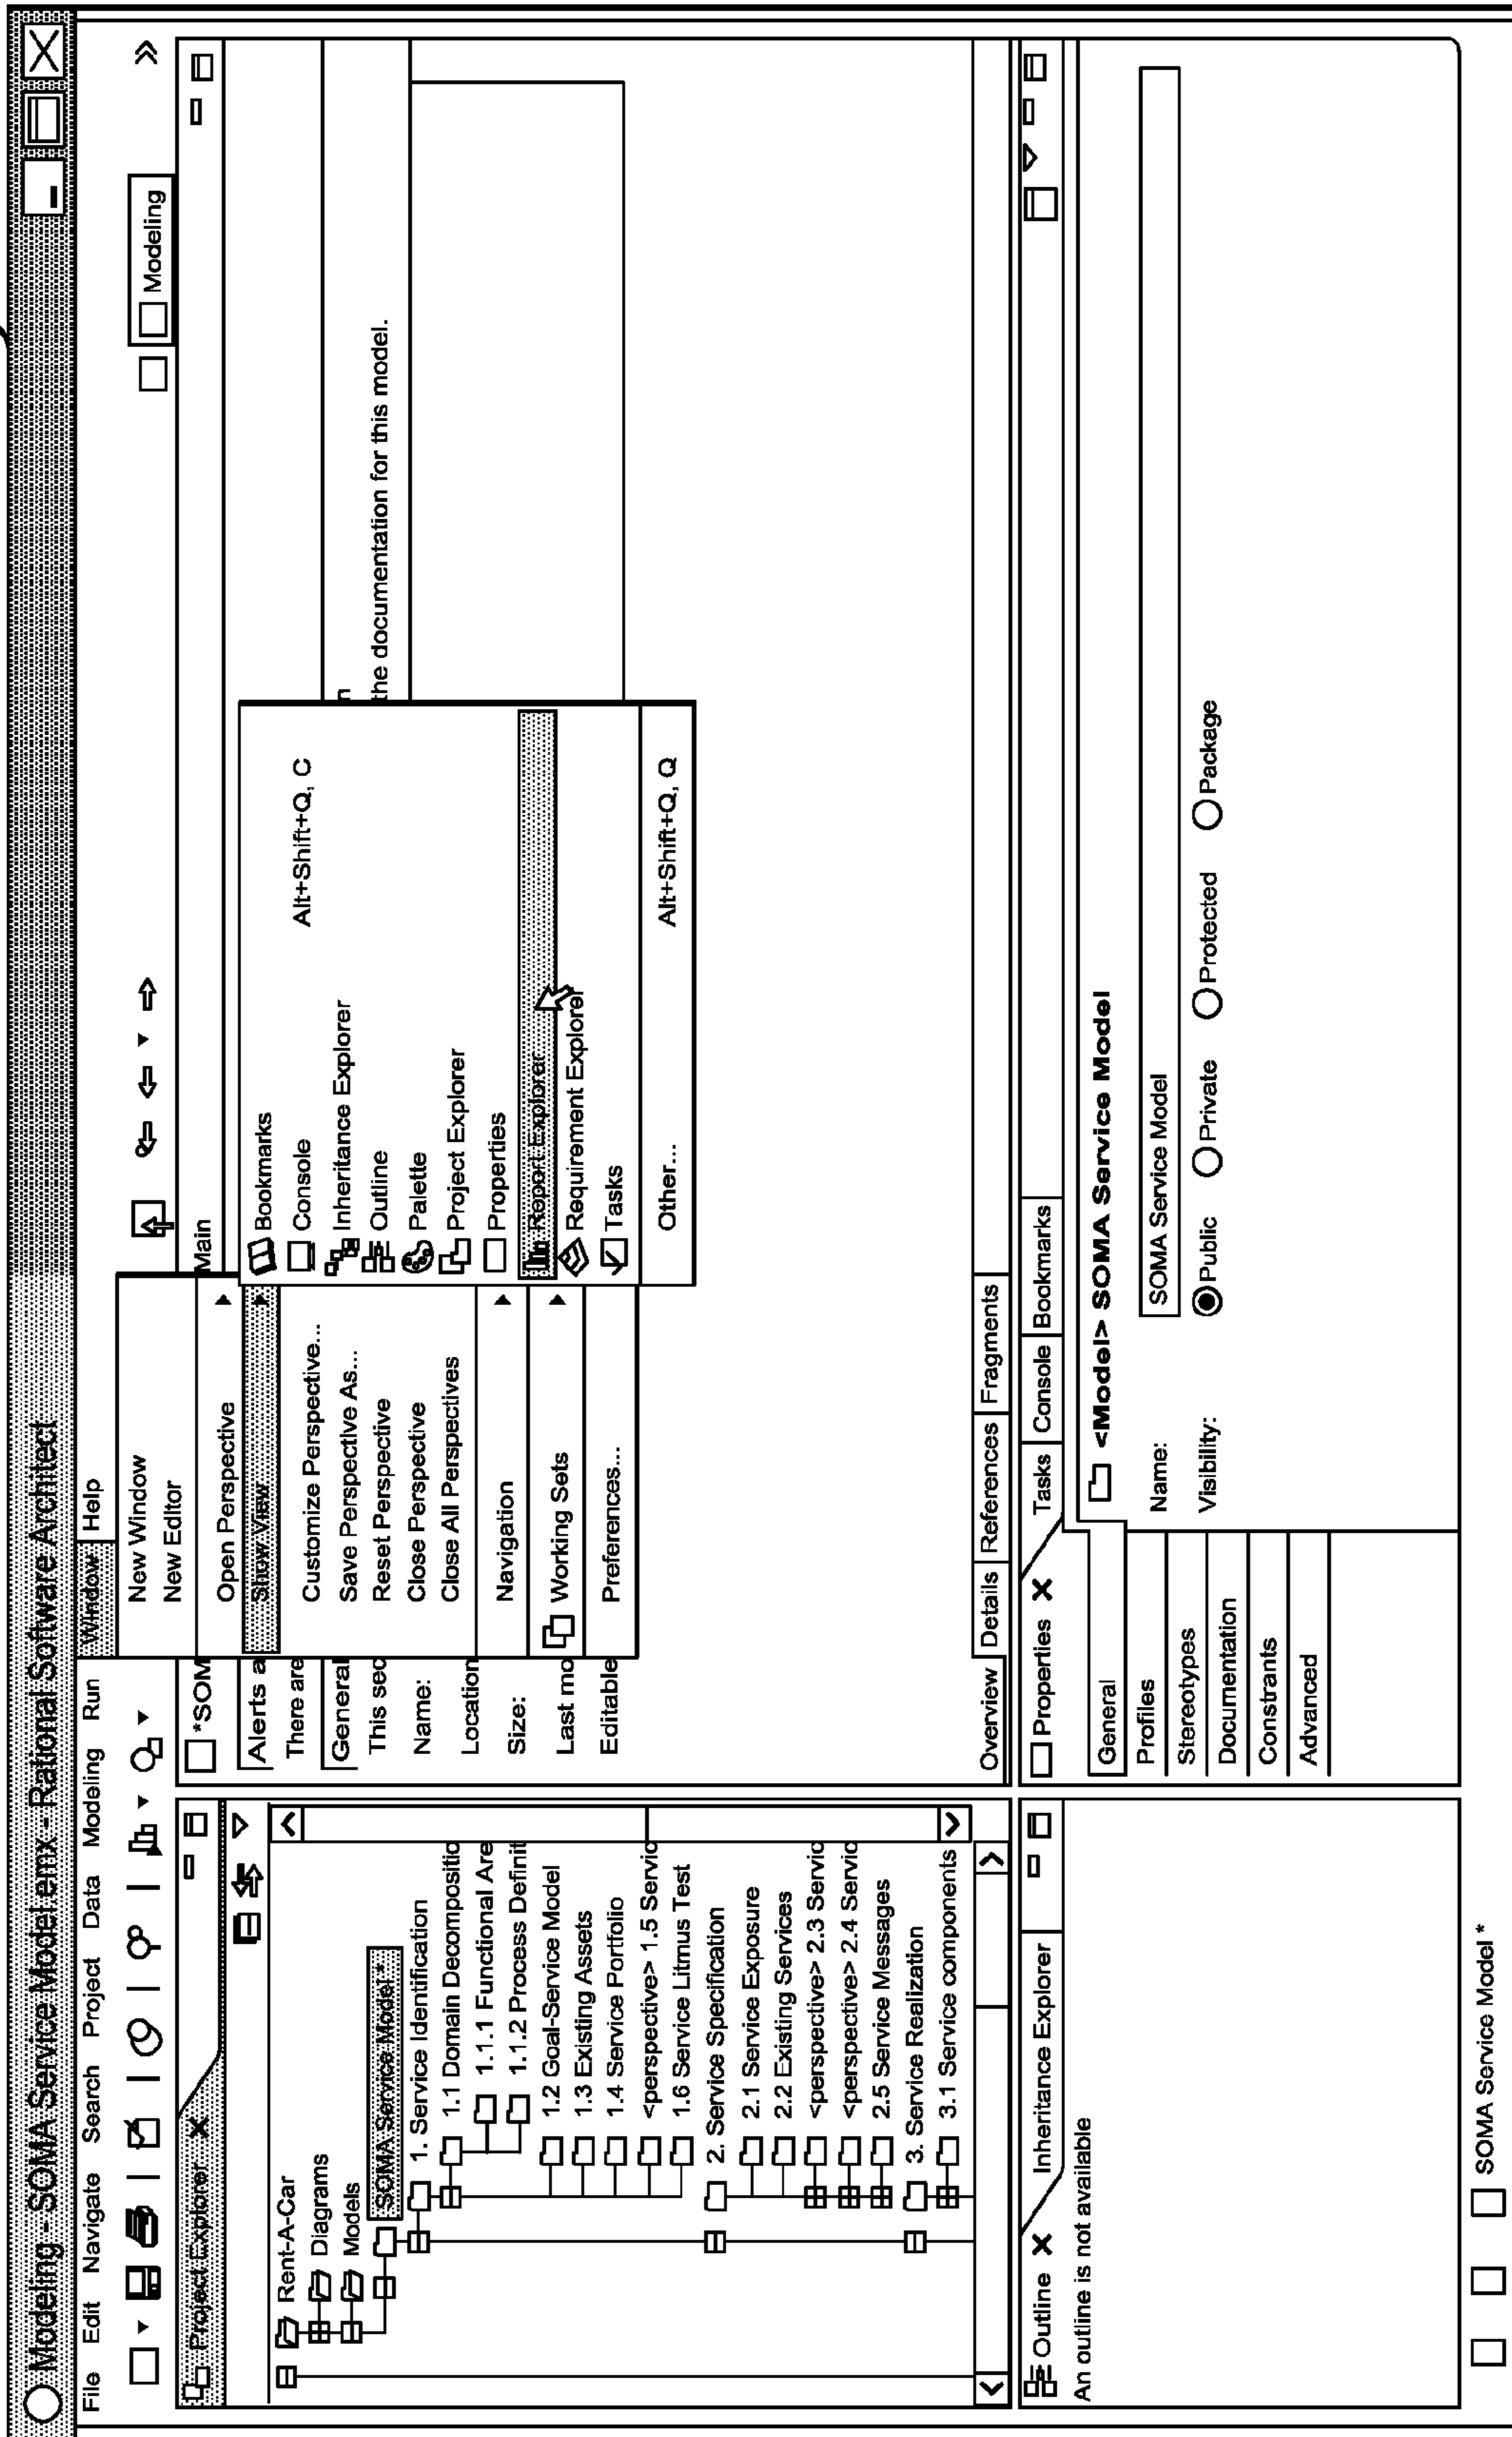 Modeling - SOMA Service Model.emx - Rational Software Architect
File Edit Navigate Search Project Data Modeling Run Window Help
Modeling
Project Explorer
Rent-A-Car
Diagrams
Models
SOMA Service Model *
1. Service Identification
1.1 Domain Decompositio
1.1.1 Functional Are
1.1.2 Process Definit
1.2 Goal-Service Model
1.3 Existing Assets
1.4 Service Portfolio
<perspective> 1.5 Servic
1.6 Service Litmus Test
2. Service Specification
2.1 Service Exposure
2.2 Existing Services
<perspective> 2.3 Servic
<perspective> 2.4 Servic
2.5 Service Messages
3. Service Realization
3.1 Service components
*SOM
Main
Alerts a
There are
General
This sec
Name:
Location
Size:
Last mo
Editable
n
the documentation for this model.
New Window
New Editor
Open Perspective
Show View
Customize Perspective...
Save Perspective As...
Reset Perspective
Close Perspective
Close All Perspectives
Navigation
Working Sets
Preferences...
Bookmarks
Console Alt+Shift+Q, C
Inheritance Explorer
Outline
Palette
Project Explorer
Properties
Report Explorer
Requirement Explorer
Tasks
Other... Alt+Shift+Q, Q
Overview Details References Fragments
Outline Inheritance Explorer
An outline is not available
Properties Tasks Console Bookmarks
General
Profiles
Stereotypes
Documentation
Constraints
Advanced
<Model> SOMA Service Model
Name: SOMA Service Model
Visibility: Public Private Protected Package
SOMA Service Model *